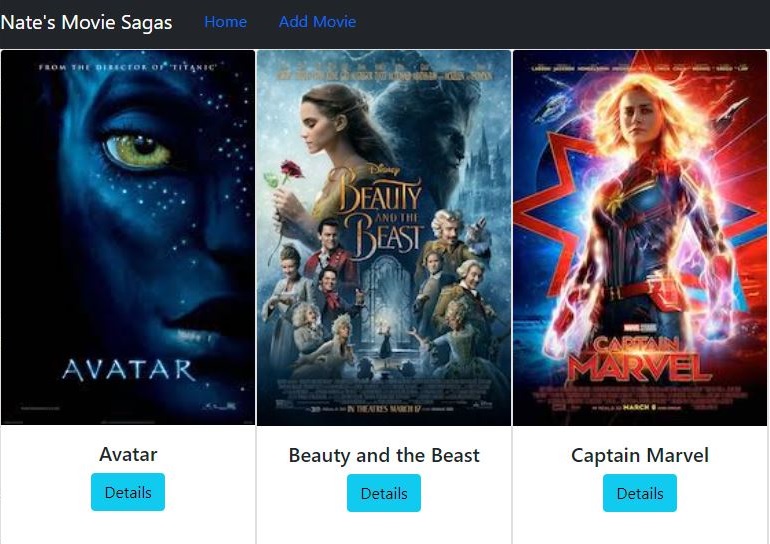 Nate's Movie Sagas Home Add Movie
FROM THE DIRECTOR OF 'TITANIC'
AVATAR
Disney
BEAUTY
AND THE
BEAST
IN THEATRES MARCH 17
MARVEL STUDIOS
CAPTAIN
MARVEL
MARCH 8
Avatar
Beauty and the Beast
Captain Marvel
Details
Details
Details